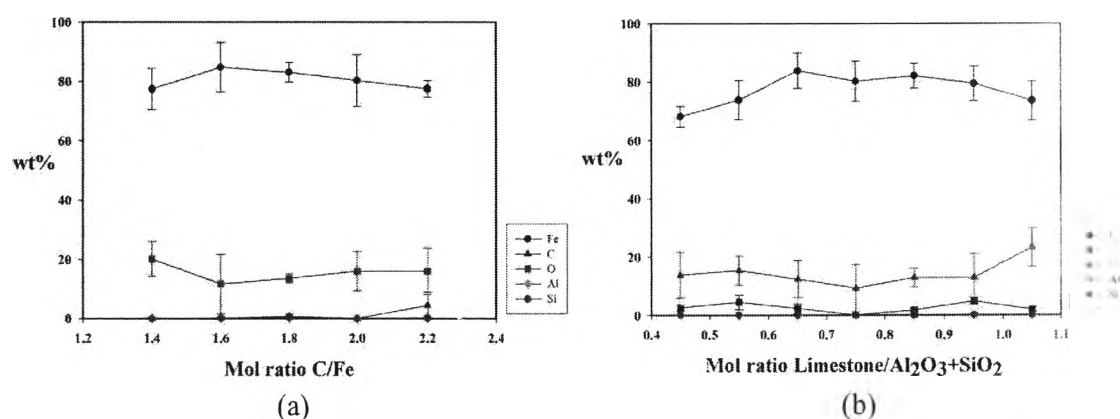 100
80
60
wt%
40
20
0
1.2 1.4 1.6 1.8 2.0 2.2 2.4
Mol ratio C/Fe
Fe
C
O
Al
Si
(a)
100
80
60
wt%
40
20
0
0.4 0.5 0.6 0.7 0.8 0.9 1.0 1.1
Mol ratio Limestone/Al₂O₃+SiO₂
(b)